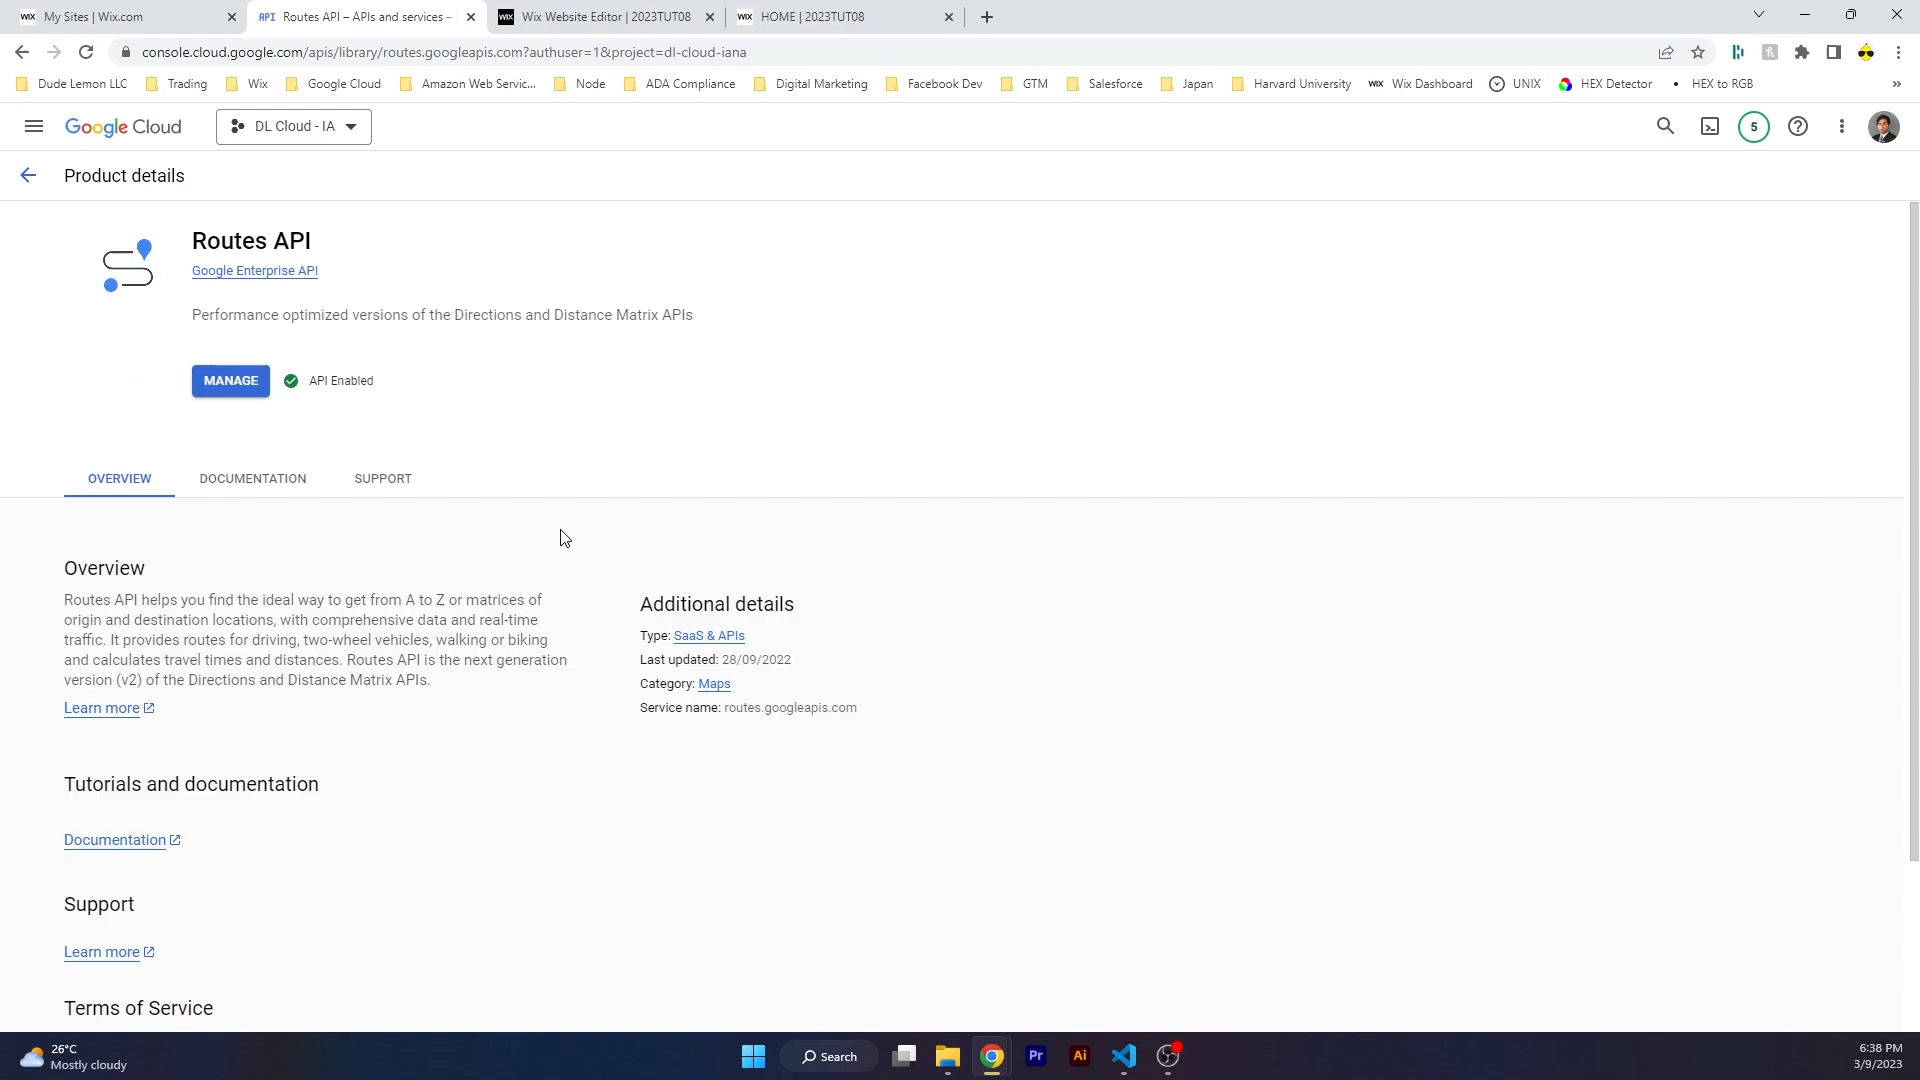 WIX My Sites | Wix.com
API Routes API – APIs and services –
WIX Wix Website Editor | 2023TUT08
WIX HOME | 2023TUT08
console.cloud.google.com/apis/library/routes.googleapis.com?authuser=1&project=dl-cloud-iana
Dude Lemon LLC
Trading
Wix
Google Cloud
Amazon Web Servic...
Node
ADA Compliance
Digital Marketing
Facebook Dev
GTM
Salesforce
Japan
Harvard University
WIX Wix Dashboard
UNIX
HEX Detector
HEX to RGB
»
Google Cloud
DL Cloud - IA
5
Product details
Routes API
Google Enterprise API
Performance optimized versions of the Directions and Distance Matrix APIs
MANAGE
API Enabled
OVERVIEW
DOCUMENTATION
SUPPORT
Overview
Routes API helps you find the ideal way to get from A to Z or matrices of
origin and destination locations, with comprehensive data and real-time
traffic. It provides routes for driving, two-wheel vehicles, walking or biking
and calculates travel times and distances. Routes API is the next generation
version (v2) of the Directions and Distance Matrix APIs.
Learn more
Additional details
Type: SaaS & APIs
Last updated: 28/09/2022
Category: Maps
Service name: routes.googleapis.com
Tutorials and documentation
Documentation
Support
Learn more
Terms of Service
26°C
Mostly cloudy
Search
Pr
Ai
6:38 PM
3/9/2023